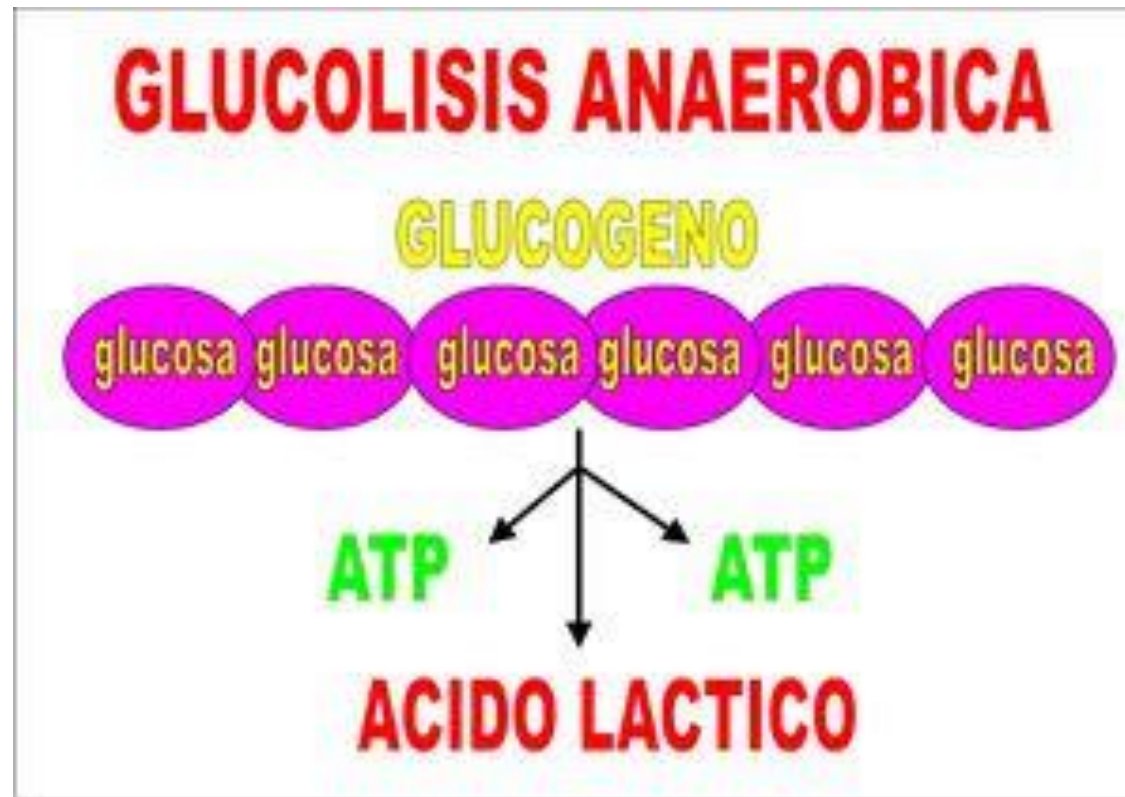 GLUCOLISIS ANAEROBICA
GLUCOGENO
glucosa glucosa glucosa glucosa glucosa glucosa
ATP ATP
ACIDO LACTICO